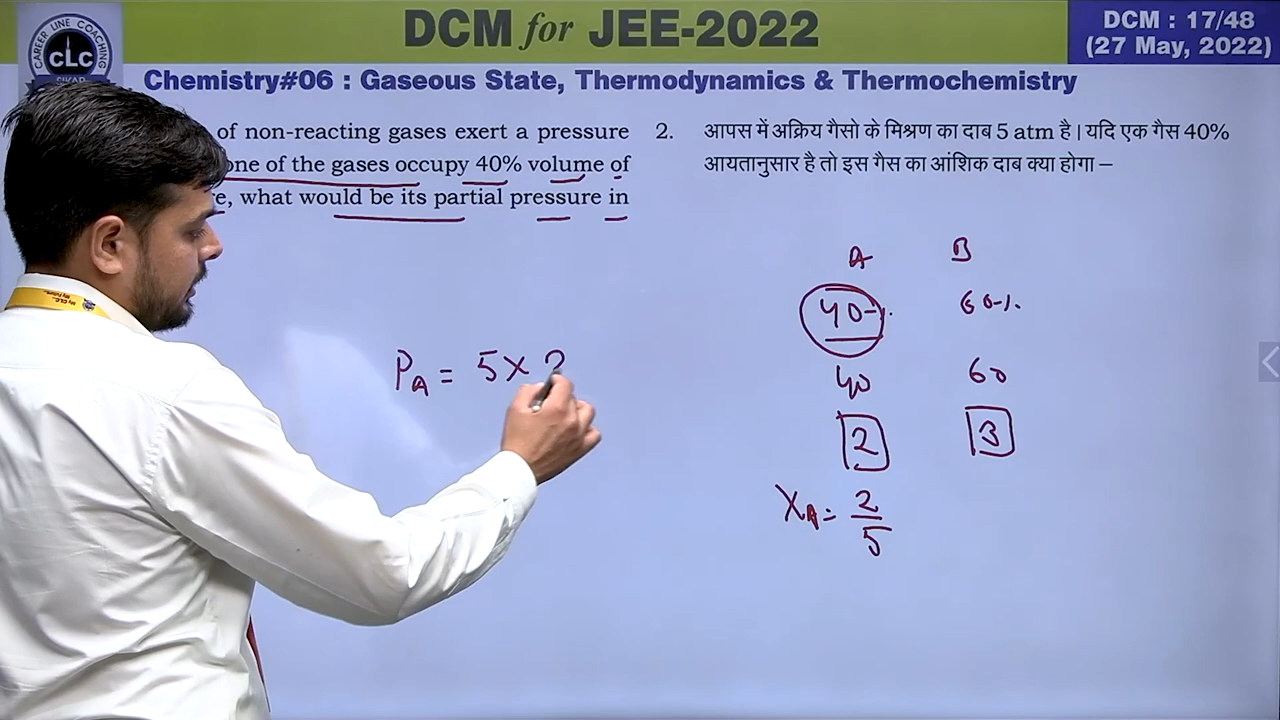 DCM for JEE-2022
DCM : 17/48
(27 May, 2022)
CAREER LINE COACHING
CLC
SIKAR
Chemistry#06 : Gaseous State, Thermodynamics & Thermochemistry
of non-reacting gases exert a pressure
one of the gases occupy 40% volume of
e, what would be its partial pressure in
2. आपस में अक्रिय गैसो के मिश्रण का दाब 5 atm है। यदि एक गैस 40%
आयतानुसार है तो इस गैस का आंशिक दाब क्या होगा –
A B
40% 60%
40 60
2 3
X_A = 2/5
P_A = 5 × 2